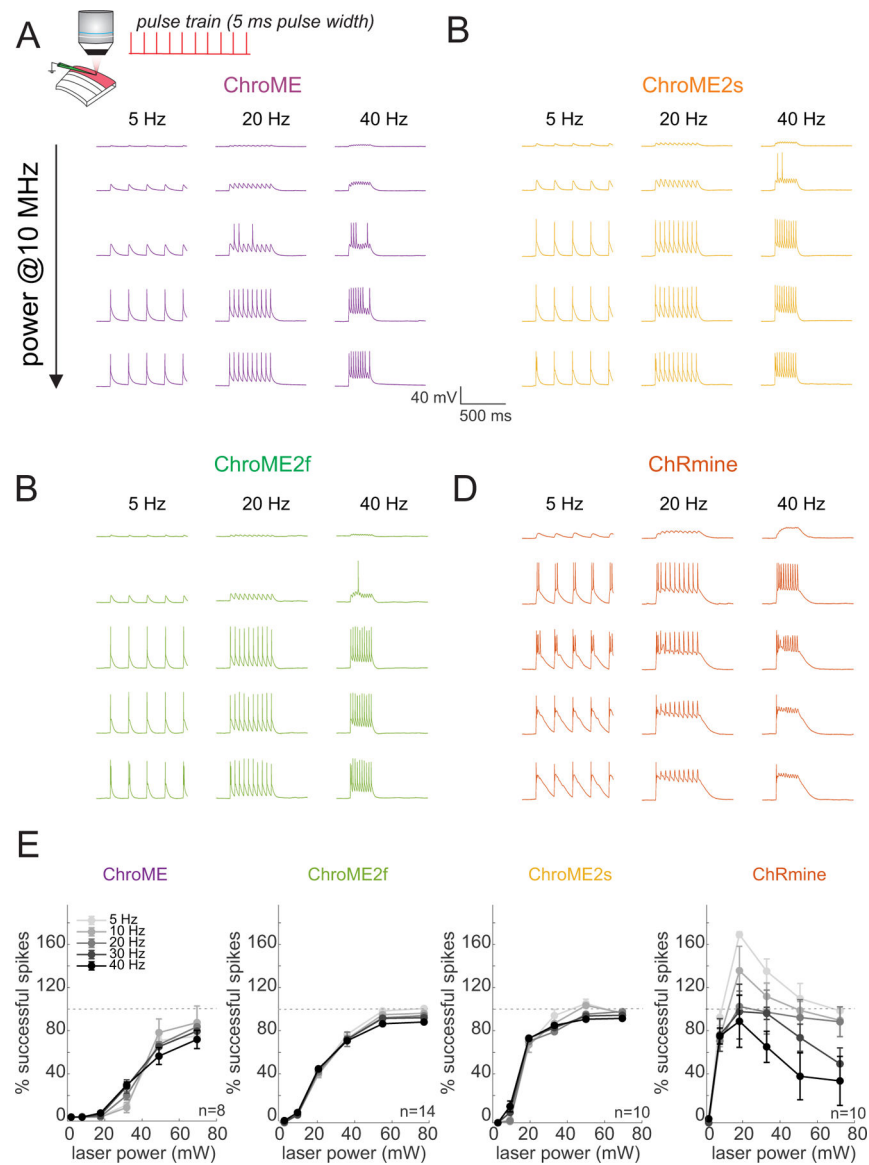 A
pulse train (5 ms pulse width)
B
ChroME
ChroME2s
5 Hz 20 Hz 40 Hz
5 Hz 20 Hz 40 Hz
power @10 MHz
40 mV
500 ms
B
ChroME2f
D
ChRmine
5 Hz 20 Hz 40 Hz
5 Hz 20 Hz 40 Hz
E
ChroME
ChroME2f
ChroME2s
ChRmine
% successful spikes
160
120
80
40
0
5 Hz
10 Hz
20 Hz
30 Hz
40 Hz
n=8
0 20 40 60 80
laser power (mW)
% successful spikes
160
120
80
40
0
n=14
0 20 40 60 80
laser power (mW)
% successful spikes
160
120
80
40
0
n=10
0 20 40 60 80
laser power (mW)
% successful spikes
160
120
80
40
0
n=10
0 20 40 60 80
laser power (mW)